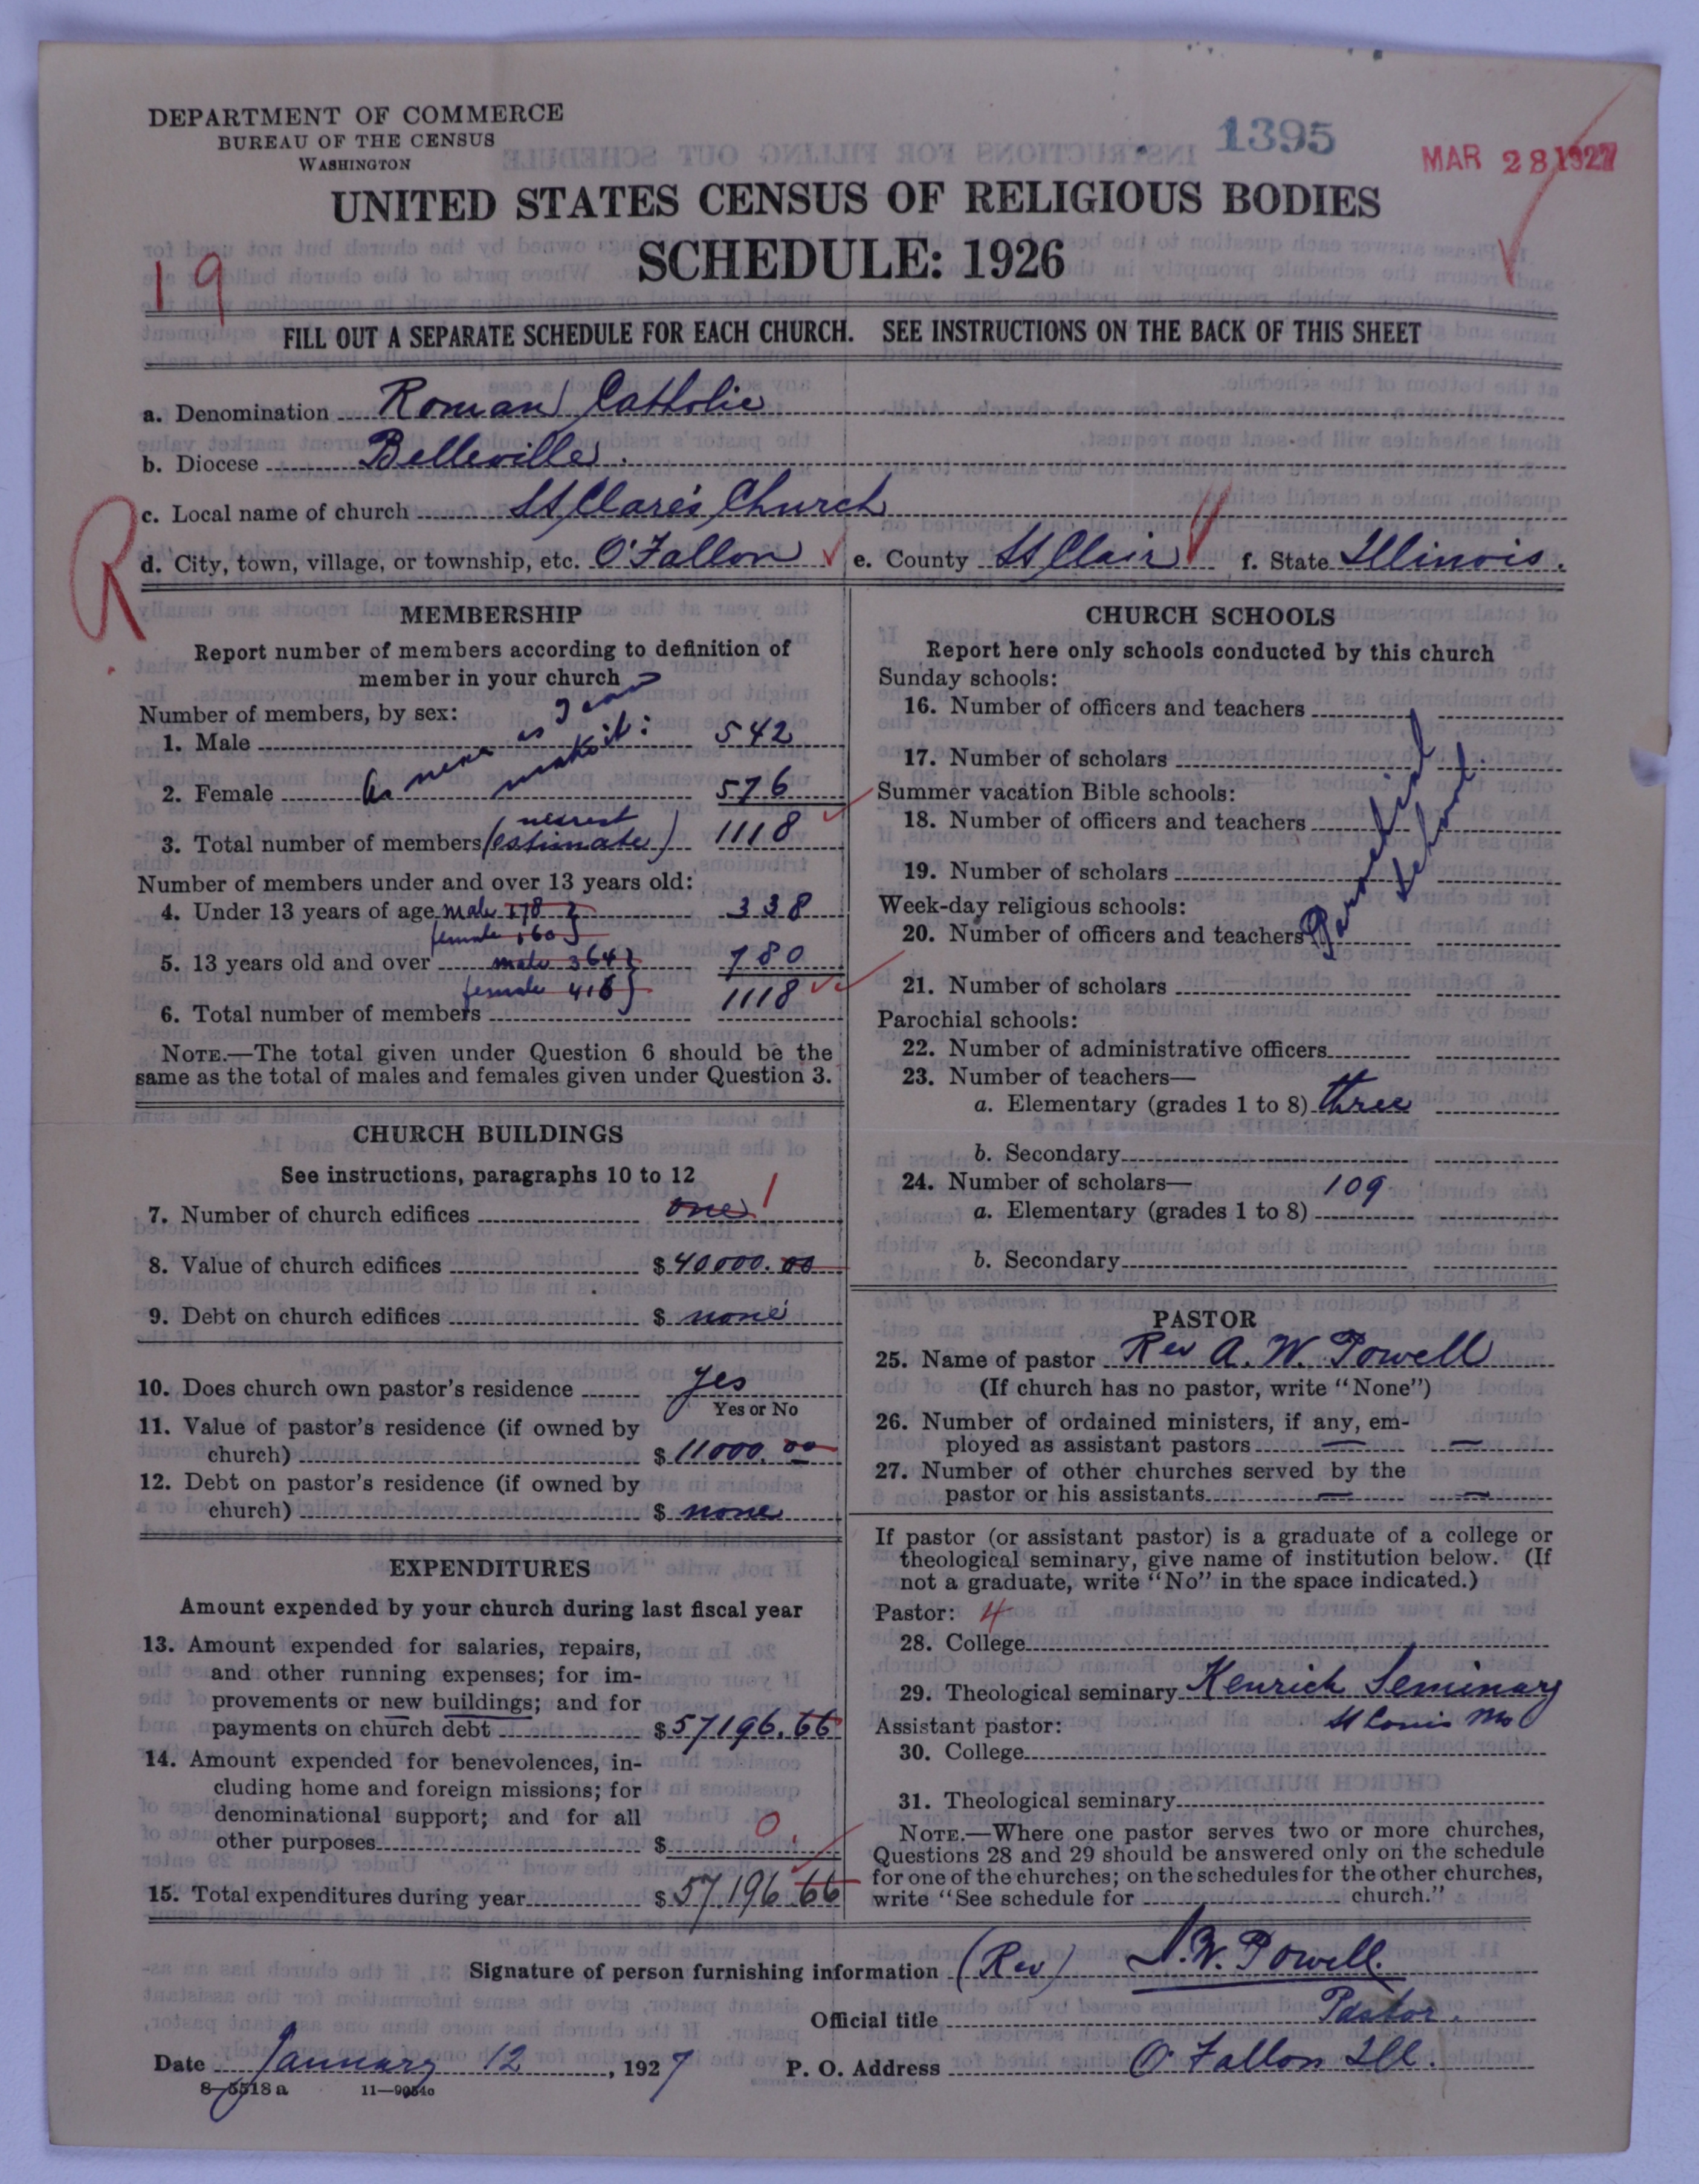 DEPARTMENT OF COMMERCE
BUREAU OF THE CENSUS
WASHINGTON
1395
MAR 28 1927
UNITED STATES CENSUS OF RELIGIOUS BODIES
SCHEDULE: 1926
19
FILL OUT A SEPARATE SCHEDULE FOR EACH CHURCH. SEE INSTRUCTIONS ON THE BACK OF THIS SHEET
a. Denomination Roman Catholic
b. Diocese Belleville.
c. Local name of church St Clare's Church
R
d. City, town, village, or township, etc. O'Fallon e. County St Clair f. State Illinois.
MEMBERSHIP
Report number of members according to definition of
member in your church
Number of members, by sex:
as near as I can make it:
1. Male 542
2. Female 576
3. Total number of members (nearest estimate) 1118
Number of members under and over 13 years old:
4. Under 13 years of age male 178 338
female 160
5. 13 years old and over male 364 780
female 416
6. Total number of members 1118
NOTE.—The total given under Question 6 should be the
same as the total of males and females given under Question 3.
CHURCH BUILDINGS
See instructions, paragraphs 10 to 12
7. Number of church edifices one 1
8. Value of church edifices $ 40000.00
9. Debt on church edifices $ none
10. Does church own pastor's residence yes
Yes or No
11. Value of pastor's residence (if owned by
church) $ 11000.00
12. Debt on pastor's residence (if owned by
church) $ none
EXPENDITURES
Amount expended by your church during last fiscal year
13. Amount expended for salaries, repairs,
and other running expenses; for im-
provements or new buildings; and for
payments on church debt $ 57196.66
14. Amount expended for benevolences, in-
cluding home and foreign missions; for
denominational support; and for all
other purposes $ 0.
15. Total expenditures during year $ 57196.66
CHURCH SCHOOLS
Report here only schools conducted by this church
Sunday schools:
16. Number of officers and teachers
17. Number of scholars
Summer vacation Bible schools:
18. Number of officers and teachers
19. Number of scholars
Week-day religious schools:
20. Number of officers and teachers
Parochial school.
21. Number of scholars
Parochial schools:
22. Number of administrative officers
23. Number of teachers—
a. Elementary (grades 1 to 8) three
b. Secondary
24. Number of scholars—
109
a. Elementary (grades 1 to 8)
b. Secondary
PASTOR
25. Name of pastor Rev A. W. Powell
(If church has no pastor, write "None")
26. Number of ordained ministers, if any, em-
ployed as assistant pastors — —
27. Number of other churches served by the
pastor or his assistants — —
If pastor (or assistant pastor) is a graduate of a college or
theological seminary, give name of institution below. (If
not a graduate, write "No" in the space indicated.)
Pastor: 4
28. College
29. Theological seminary Kenrick Seminary
St Louis Mo
Assistant pastor:
30. College
31. Theological seminary
NOTE.—Where one pastor serves two or more churches,
Questions 28 and 29 should be answered only on the schedule
for one of the churches; on the schedules for the other churches,
write "See schedule for church."
Signature of person furnishing information (Rev) A. W. Powell.
Official title Pastor.
Date January 12, 1927 P. O. Address O'Fallon Ill.
8-5518a 11—9054o